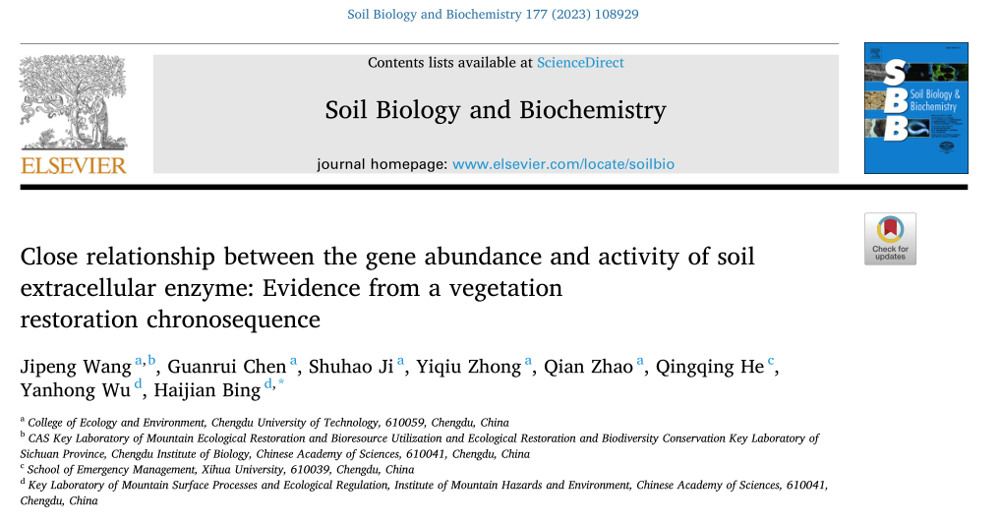 Soil Biology and Biochemistry 177 (2023) 108929
Contents lists available at ScienceDirect
Soil Biology and Biochemistry
journal homepage: www.elsevier.com/locate/soilbio
ELSEVIER
SBB
Soil Biology &
Biochemistry
Check for
updates
Close relationship between the gene abundance and activity of soil
extracellular enzyme: Evidence from a vegetation
restoration chronosequence
Jipeng Wang a,b, Guanrui Chen a, Shuhao Ji a, Yiqiu Zhong a, Qian Zhao a, Qingqing He c,
Yanhong Wu d, Haijian Bing d,*
a College of Ecology and Environment, Chengdu University of Technology, 610059, Chengdu, China
b CAS Key Laboratory of Mountain Ecological Restoration and Bioresource Utilization and Ecological Restoration and Biodiversity Conservation Key Laboratory of
Sichuan Province, Chengdu Institute of Biology, Chinese Academy of Sciences, 610041, Chengdu, China
c School of Emergency Management, Xihua University, 610039, Chengdu, China
d Key Laboratory of Mountain Surface Processes and Ecological Regulation, Institute of Mountain Hazards and Environment, Chinese Academy of Sciences, 610041,
Chengdu, China